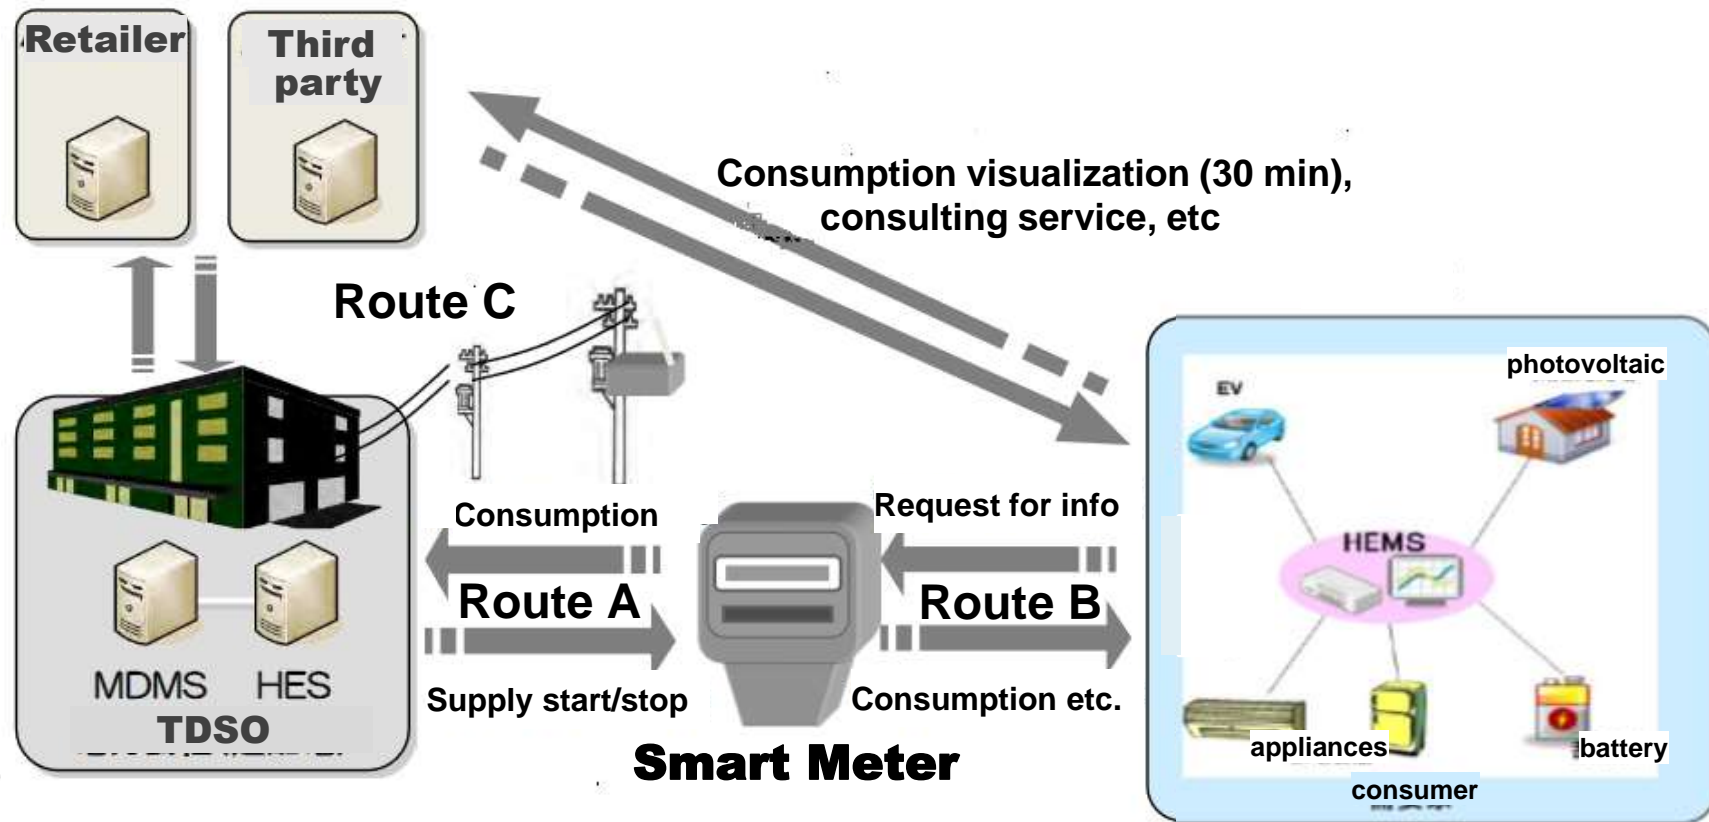 Retailer
Third
party
Consumption visualization (30 min),
consulting service, etc
Route C
photovoltaic
EV
Consumption
Request for info
HEMS
Route A
Route B
MDMS HES
Supply start/stop
Consumption etc.
TDSO
Smart Meter
appliances
battery
consumer